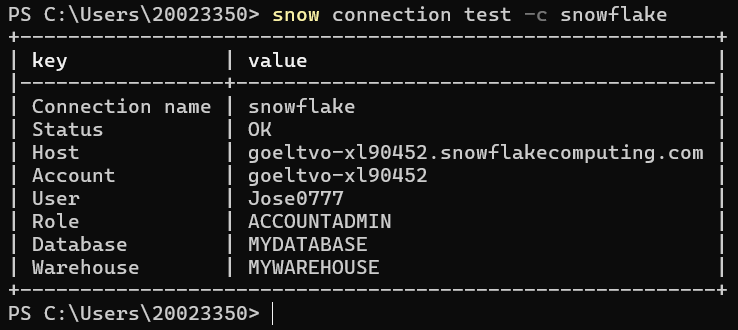 PS C:\Users\20023350> snow connection test -c snowflake
+-----------------------------------------------------------+
| key             | value                                   |
|-----------------+-----------------------------------------|
| Connection name | snowflake                               |
| Status          | OK                                      |
| Host            | goeltvo-xl90452.snowflakecomputing.com  |
| Account         | goeltvo-xl90452                         |
| User            | Jose0777                                |
| Role            | ACCOUNTADMIN                            |
| Database        | MYDATABASE                              |
| Warehouse       | MYWAREHOUSE                             |
+-----------------------------------------------------------+
PS C:\Users\20023350>